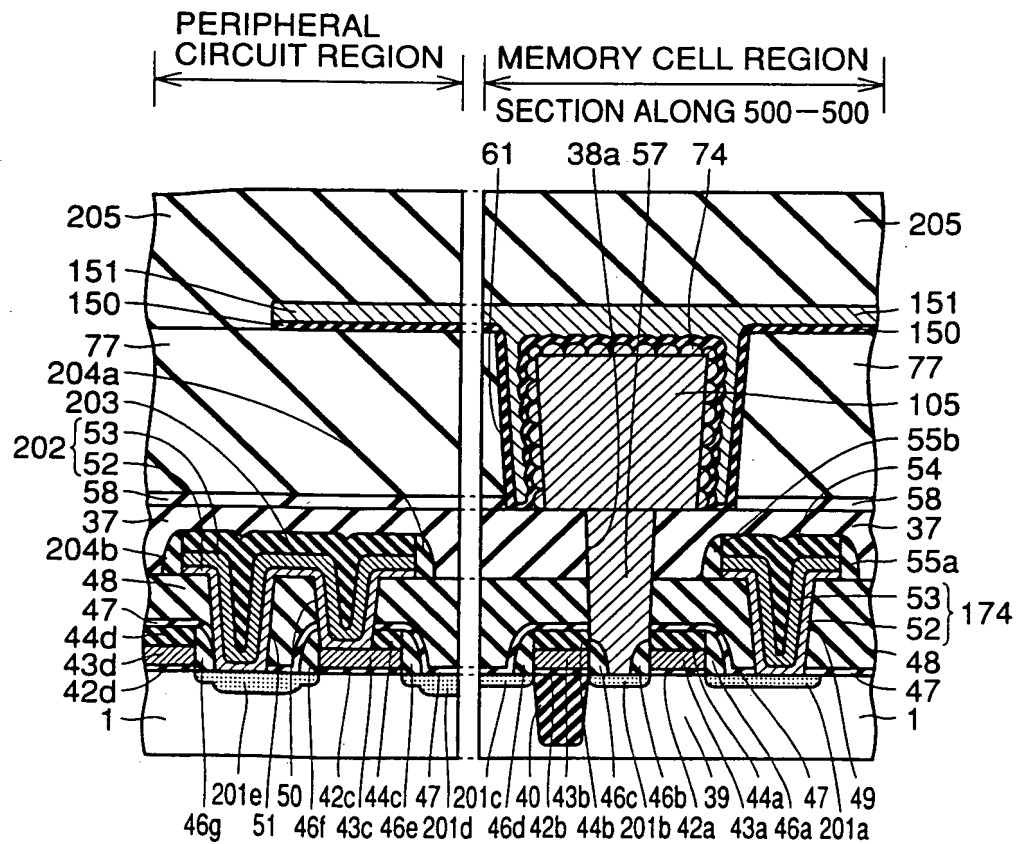 PERIPHERAL
CIRCUIT REGION
MEMORY CELL REGION
SECTION ALONG 500-500
61 38a 57 74
205 205
151 151
150 150
77 77
204a 105
203 55b
202 53 54
52 58
58 37
37 55a
204b 53 174
48 52
47 48
44d 47
43d 1
42d
1
201e 50 42c 44c 47 201c 40 43b 46c 46b 39 44a 47 49
46g 51 46f 43c 46e 201d 46d 42b 44b 201b 42a 43a 46a 201a